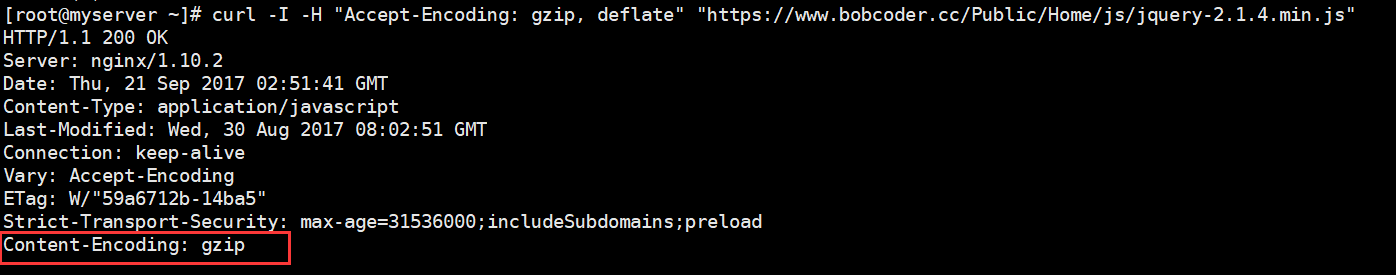 [root@myserver ~]# curl -I -H "Accept-Encoding: gzip, deflate" "https://www.bobcoder.cc/Public/Home/js/jquery-2.1.4.min.js"
HTTP/1.1 200 OK
Server: nginx/1.10.2
Date: Thu, 21 Sep 2017 02:51:41 GMT
Content-Type: application/javascript
Last-Modified: Wed, 30 Aug 2017 08:02:51 GMT
Connection: keep-alive
Vary: Accept-Encoding
ETag: W/"59a6712b-14ba5"
Strict-Transport-Security: max-age=31536000;includeSubdomains;preload
Content-Encoding: gzip